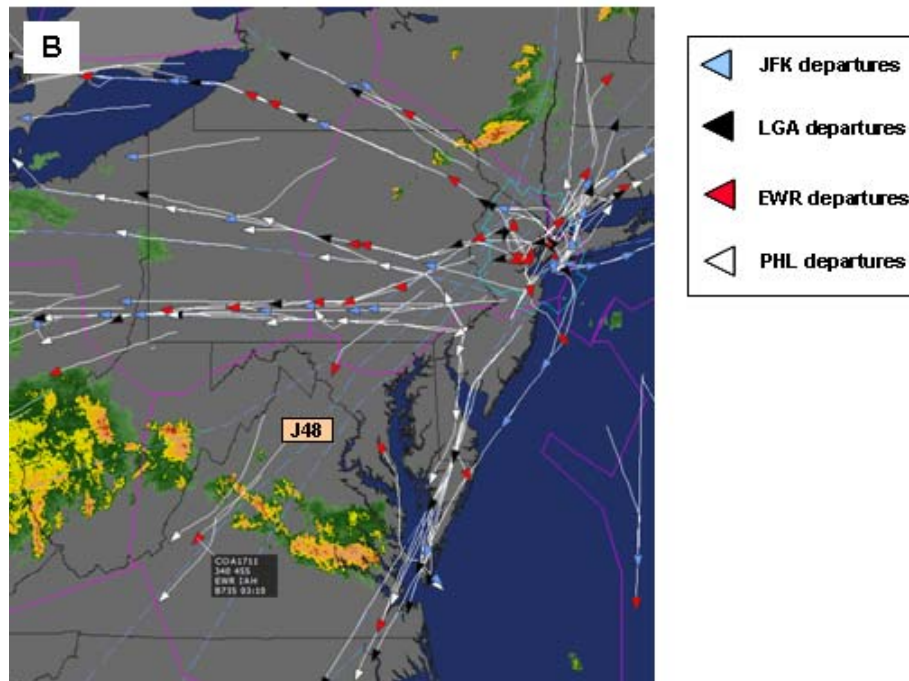 B
JFK departures
LGA departures
EWR departures
PHL departures
J48
COA1711
340 455
EWR IAH
B735 03:10